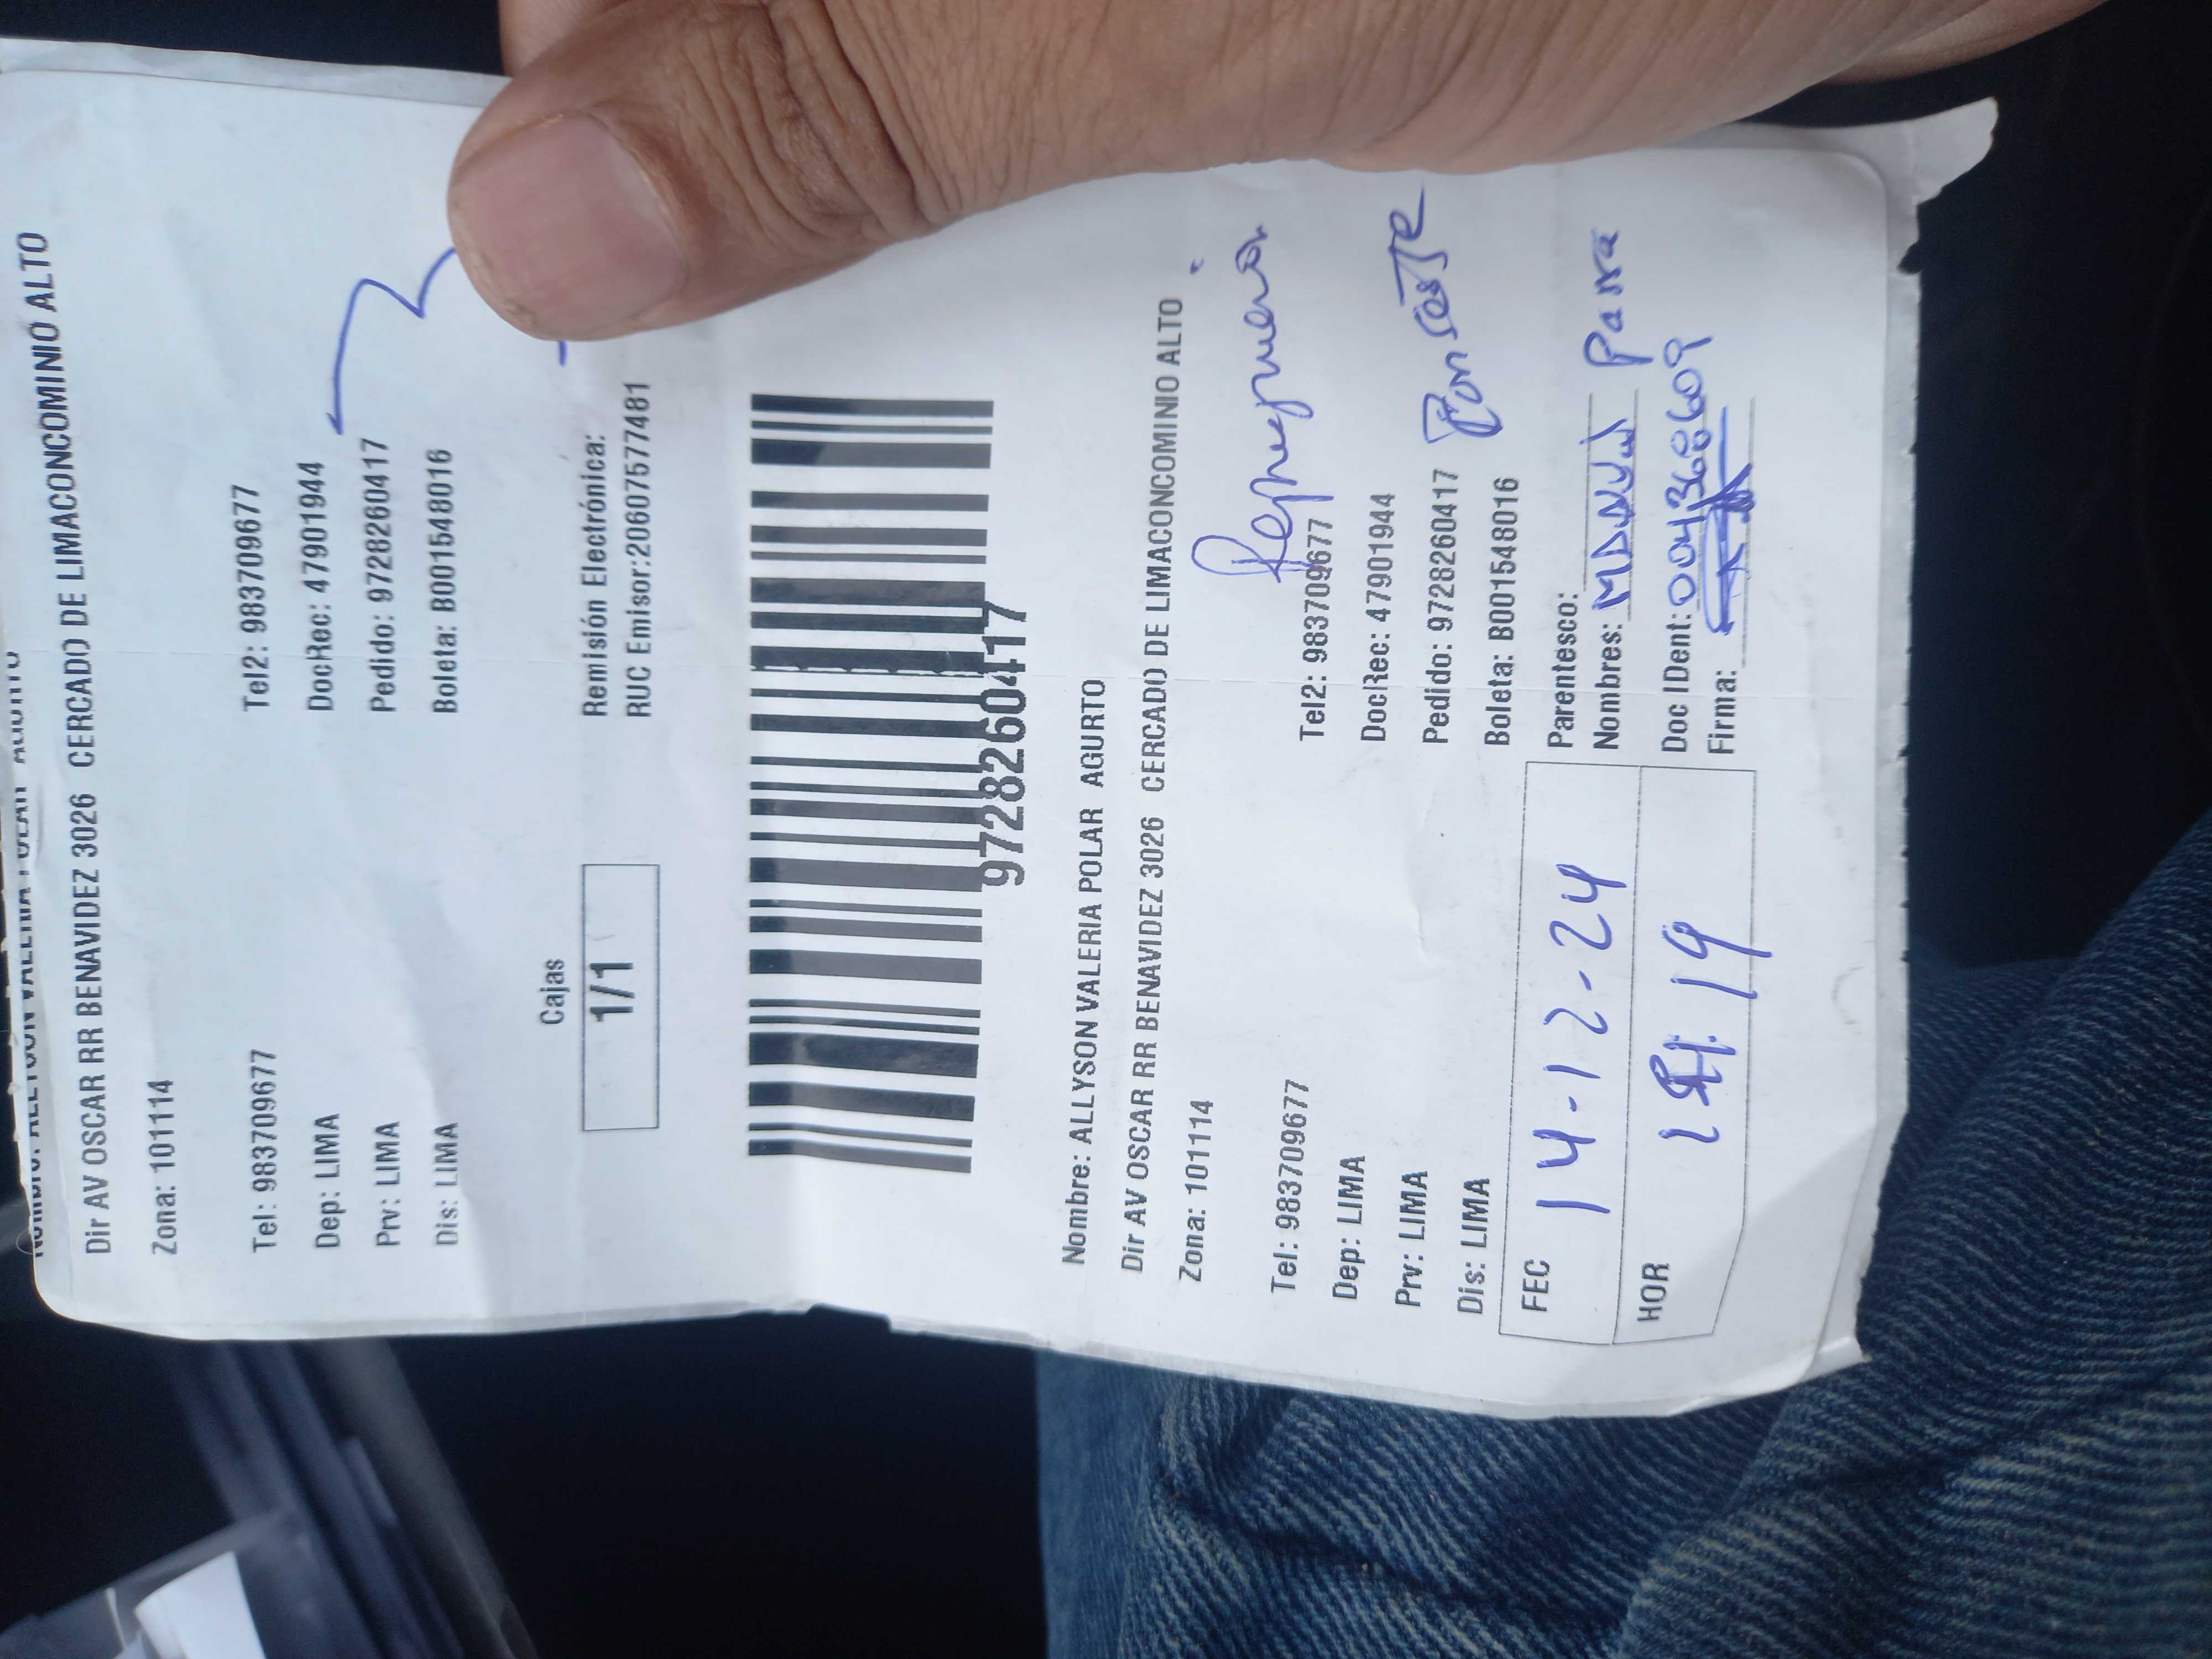 Dir AV OSCAR RR BENAVIDEZ 3026 CERCADO DE LIMACONCOMINIO ALTO
Zona: 101114
Tel: 983709677 Tel2: 983709677
Dep: LIMA DocRec: 47901944
Prv: LIMA Pedido: 9728260417
Dis: LIMA Boleta: B001548016
Cajas
1/1
Remisión Electrónica:
RUC Emisor:20607577481
9728260417
Nombre: ALLYSON VALERIA POLAR AGURTO
Dir AV OSCAR RR BENAVIDEZ 3026 CERCADO DE LIMACONCOMINIO ALTO
Zona: 101114
Tel: 983709677 Tel2: 983709677
Dep: LIMA DocRec: 47901944
Prv: LIMA Pedido: 9728260417
Dis: LIMA Boleta: B001548016
FEC 14-12-24
HOR
Parentesco:
Nombres: Manuel Parra
Doc IDent: 004368609
Firma: